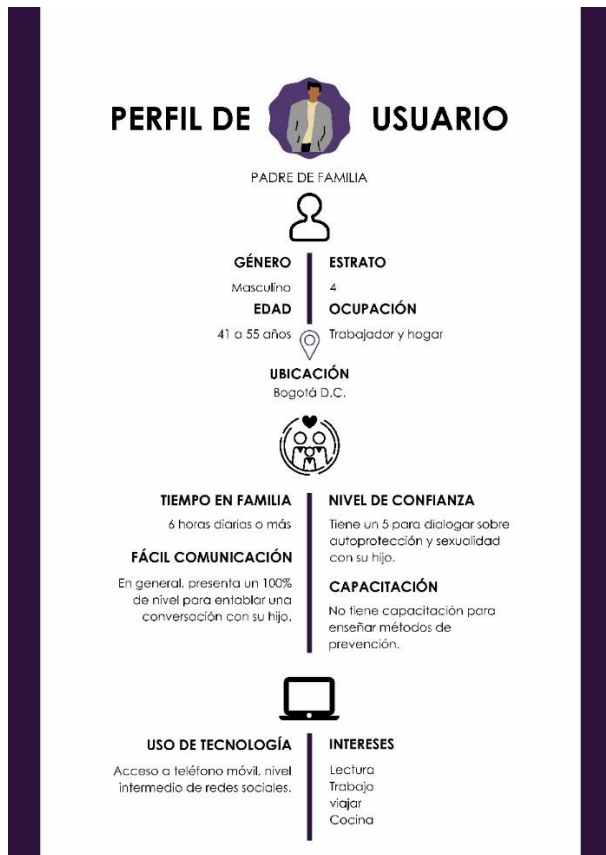 PERFIL DE USUARIO
PADRE DE FAMILIA
GÉNERO
Masculino
EDAD
41 a 55 años
ESTRATO
4
OCUPACIÓN
Trabajador y hogar
UBICACIÓN
Bogotá D.C.
TIEMPO EN FAMILIA
6 horas diarias o más
FÁCIL COMUNICACIÓN
En general, presenta un 100%
de nivel para entablar una
conversación con su hijo.
NIVEL DE CONFIANZA
Tiene un 5 para dialogar sobre
autoprotección y sexualidad
con su hijo.
CAPACITACIÓN
No tiene capacitación para
enseñar métodos de
prevención.
USO DE TECNOLOGÍA
Acceso a teléfono móvil, nivel
intermedio de redes sociales.
INTERESES
Lectura
Trabajo
viajar
Cocina